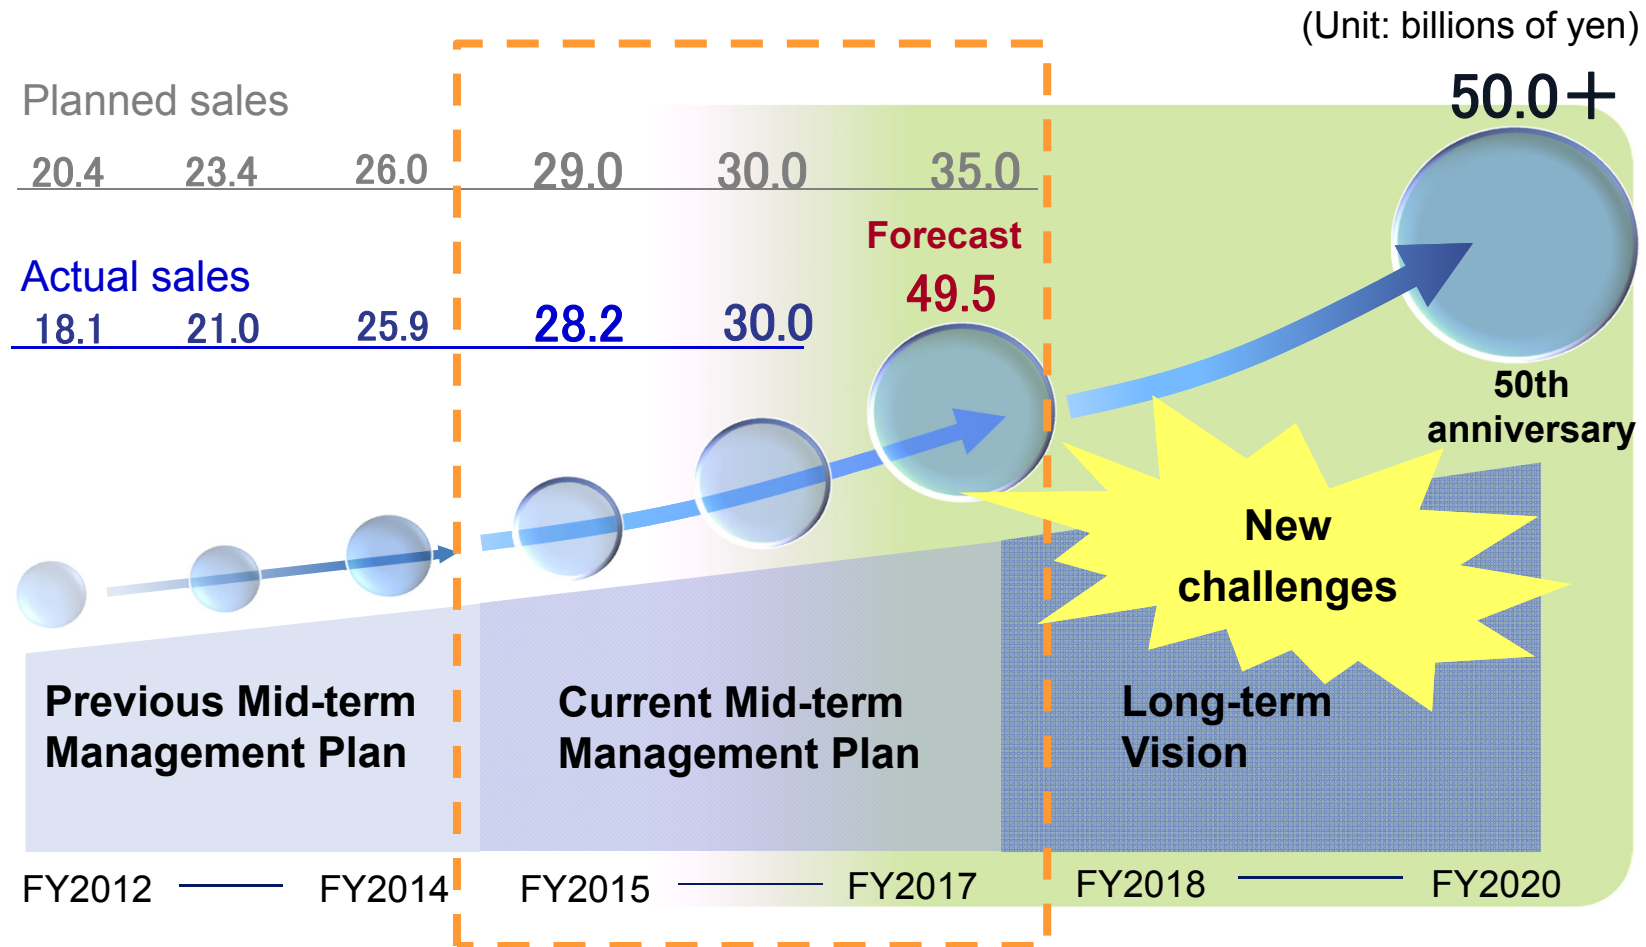 (Unit: billions of yen)
50.0+
Planned sales
20.4 23.4 26.0 29.0 30.0 35.0
Forecast
49.5
Actual sales
18.1 21.0 25.9 28.2 30.0
50th
anniversary
New
challenges
Previous Mid-term
Management Plan
Current Mid-term
Management Plan
Long-term
Vision
FY2012 FY2014 FY2015 FY2017 FY2018 FY2020